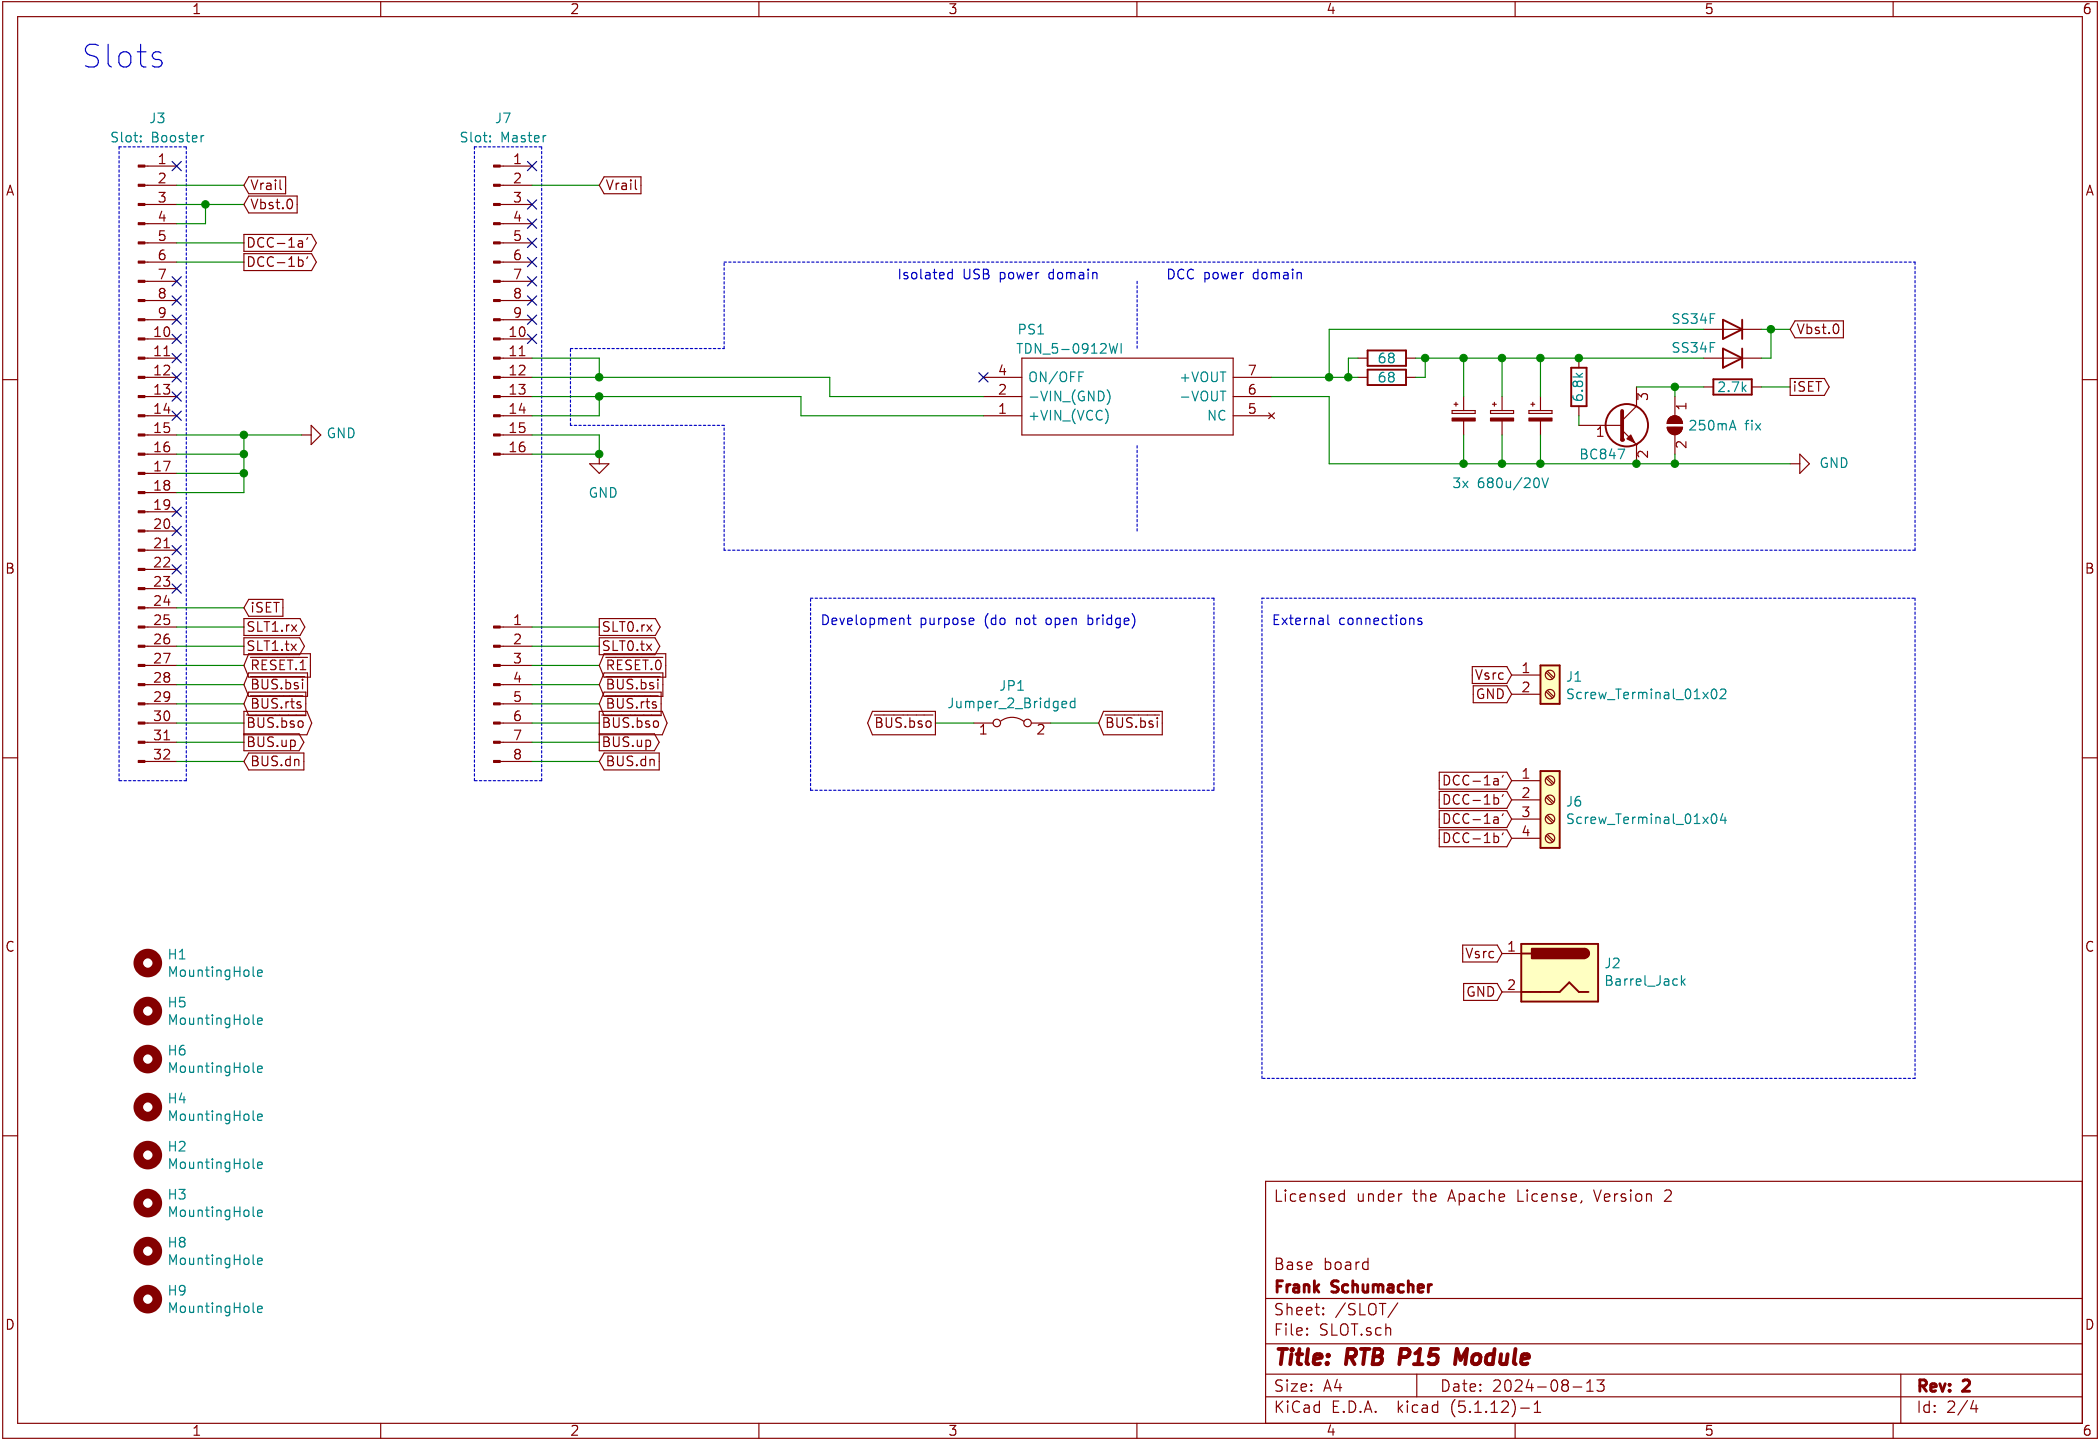 1 2 3 4 5 6
Slots
J3
Slot: Booster
1
2 Vrail
3 Vbst.0
4
5 DCC-1a'
6 DCC-1b'
7
8
9
10
11
12
13
14
15 GND
16
17
18
19
20
21
22
23
24 iSET
25 SLT1.rx
26 SLT1.tx
27 RESET.1
28 BUS.bsi
29 BUS.rts
30 BUS.bso
31 BUS.up
32 BUS.dn
J7
Slot: Master
1
2 Vrail
3
4
5
6
7
8
9
10
11
12
13
14
15
16
GND
1 SLT0.rx
2 SLT0.tx
3 RESET.0
4 BUS.bsi
5 BUS.rts
6 BUS.bso
7 BUS.up
8 BUS.dn
Isolated USB power domain
DCC power domain
PS1
TDN_5-0912WI
4 ON/OFF +VOUT 7
2 -VIN_(GND) -VOUT 6
1 +VIN_(VCC) NC 5
68
68
+ + +
3x 680u/20V
6.8k
SS34F
SS34F
Vbst.0
2.7k
iSET
1
3
2
BC847
1
2
250mA fix
GND
Development purpose (do not open bridge)
JP1
Jumper_2_Bridged
BUS.bso 1 2 BUS.bsi
External connections
Vsrc 1
GND 2
J1
Screw_Terminal_01x02
DCC-1a' 1
DCC-1b' 2
DCC-1a' 3
DCC-1b' 4
J6
Screw_Terminal_01x04
Vsrc 1
GND 2
J2
Barrel_Jack
H1
MountingHole
H5
MountingHole
H6
MountingHole
H4
MountingHole
H2
MountingHole
H3
MountingHole
H8
MountingHole
H9
MountingHole
A A
B B
C C
D D
Licensed under the Apache License, Version 2
Base board
Frank Schumacher
Sheet: /SLOT/
File: SLOT.sch
Title: RTB P15 Module
Size: A4 Date: 2024-08-13 Rev: 2
KiCad E.D.A. kicad (5.1.12)-1 Id: 2/4
1 2 3 4 5 6